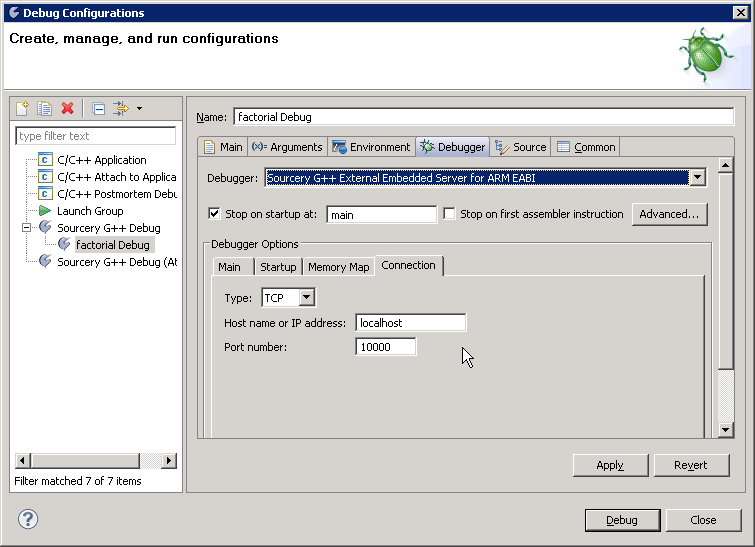 Debug Configurations
Create, manage, and run configurations
type filter text
C/C++ Application
C/C++ Attach to Applica
C/C++ Postmortem Debu
Launch Group
Sourcery G++ Debug
factorial Debug
Sourcery G++ Debug (At
Filter matched 7 of 7 items
Name: factorial Debug
Main (x)= Arguments Environment Debugger Source Common
Debugger: Sourcery G++ External Embedded Server for ARM EABI
Stop on startup at: main Stop on first assembler instruction Advanced...
Debugger Options
Main Startup Memory Map Connection
Type: TCP
Host name or IP address: localhost
Port number: 10000
Apply Revert
? Debug Close